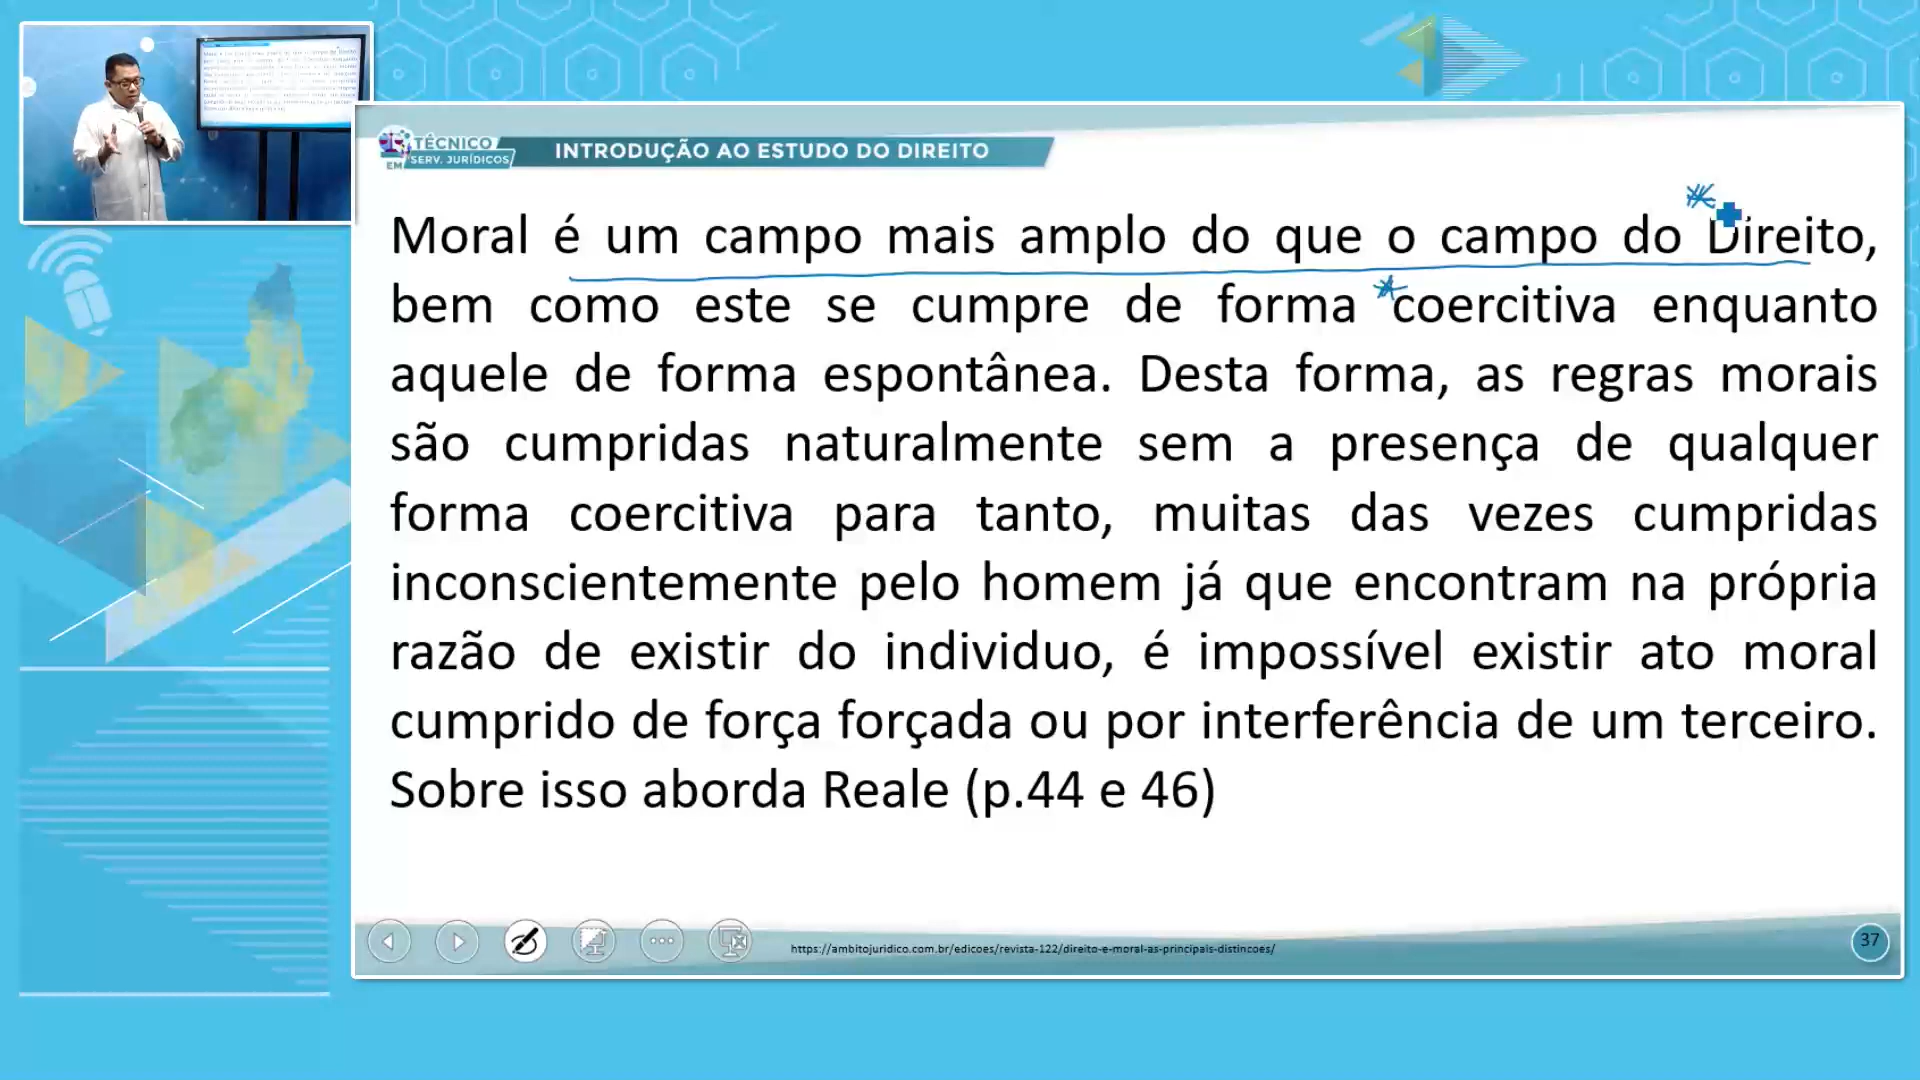 TÉCNICO
EM SERV. JURÍDICOS
INTRODUÇÃO AO ESTUDO DO DIREITO
Moral é um campo mais amplo do que o campo do Direito,
bem como este se cumpre de forma coercitiva enquanto
aquele de forma espontânea. Desta forma, as regras morais
são cumpridas naturalmente sem a presença de qualquer
forma coercitiva para tanto, muitas das vezes cumpridas
inconscientemente pelo homem já que encontram na própria
razão de existir do individuo, é impossível existir ato moral
cumprido de força forçada ou por interferência de um terceiro.
Sobre isso aborda Reale (p.44 e 46)
https://ambitojuridico.com.br/edicoes/revista-122/direito-e-moral-as-principais-distincoes/
37